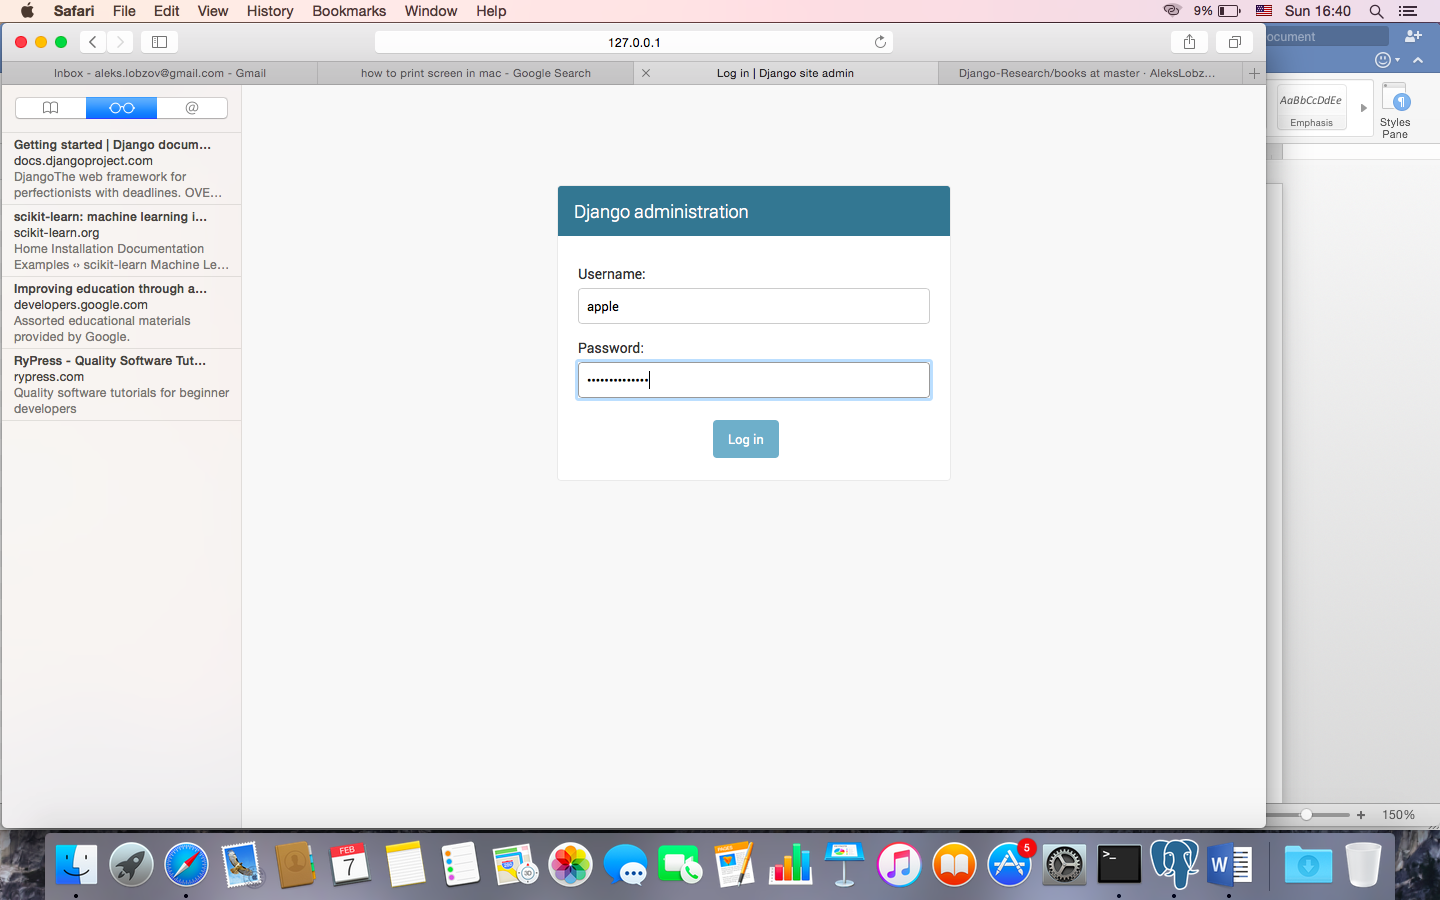 Safari File Edit View History Bookmarks Window Help 9% Sun 16:40
127.0.0.1
ocument
Inbox - aleks.lobzov@gmail.com - Gmail
how to print screen in mac - Google Search
Log in | Django site admin
Django-Research/books at master · AleksLobz...
@
Getting started | Django docum...
docs.djangoproject.com
DjangoThe web framework for
perfectionists with deadlines. OVE...
scikit-learn: machine learning i...
scikit-learn.org
Home Installation Documentation
Examples ‹› scikit-learn Machine Le...
Improving education through a...
developers.google.com
Assorted educational materials
provided by Google.
RyPress - Quality Software Tut...
rypress.com
Quality software tutorials for beginner
developers
Django administration
Username:
apple
Password:
••••••••••••••
Log in
AaBbCcDdEe
Emphasis
Styles
Pane
150%
FEB
7
PAGES
5
W